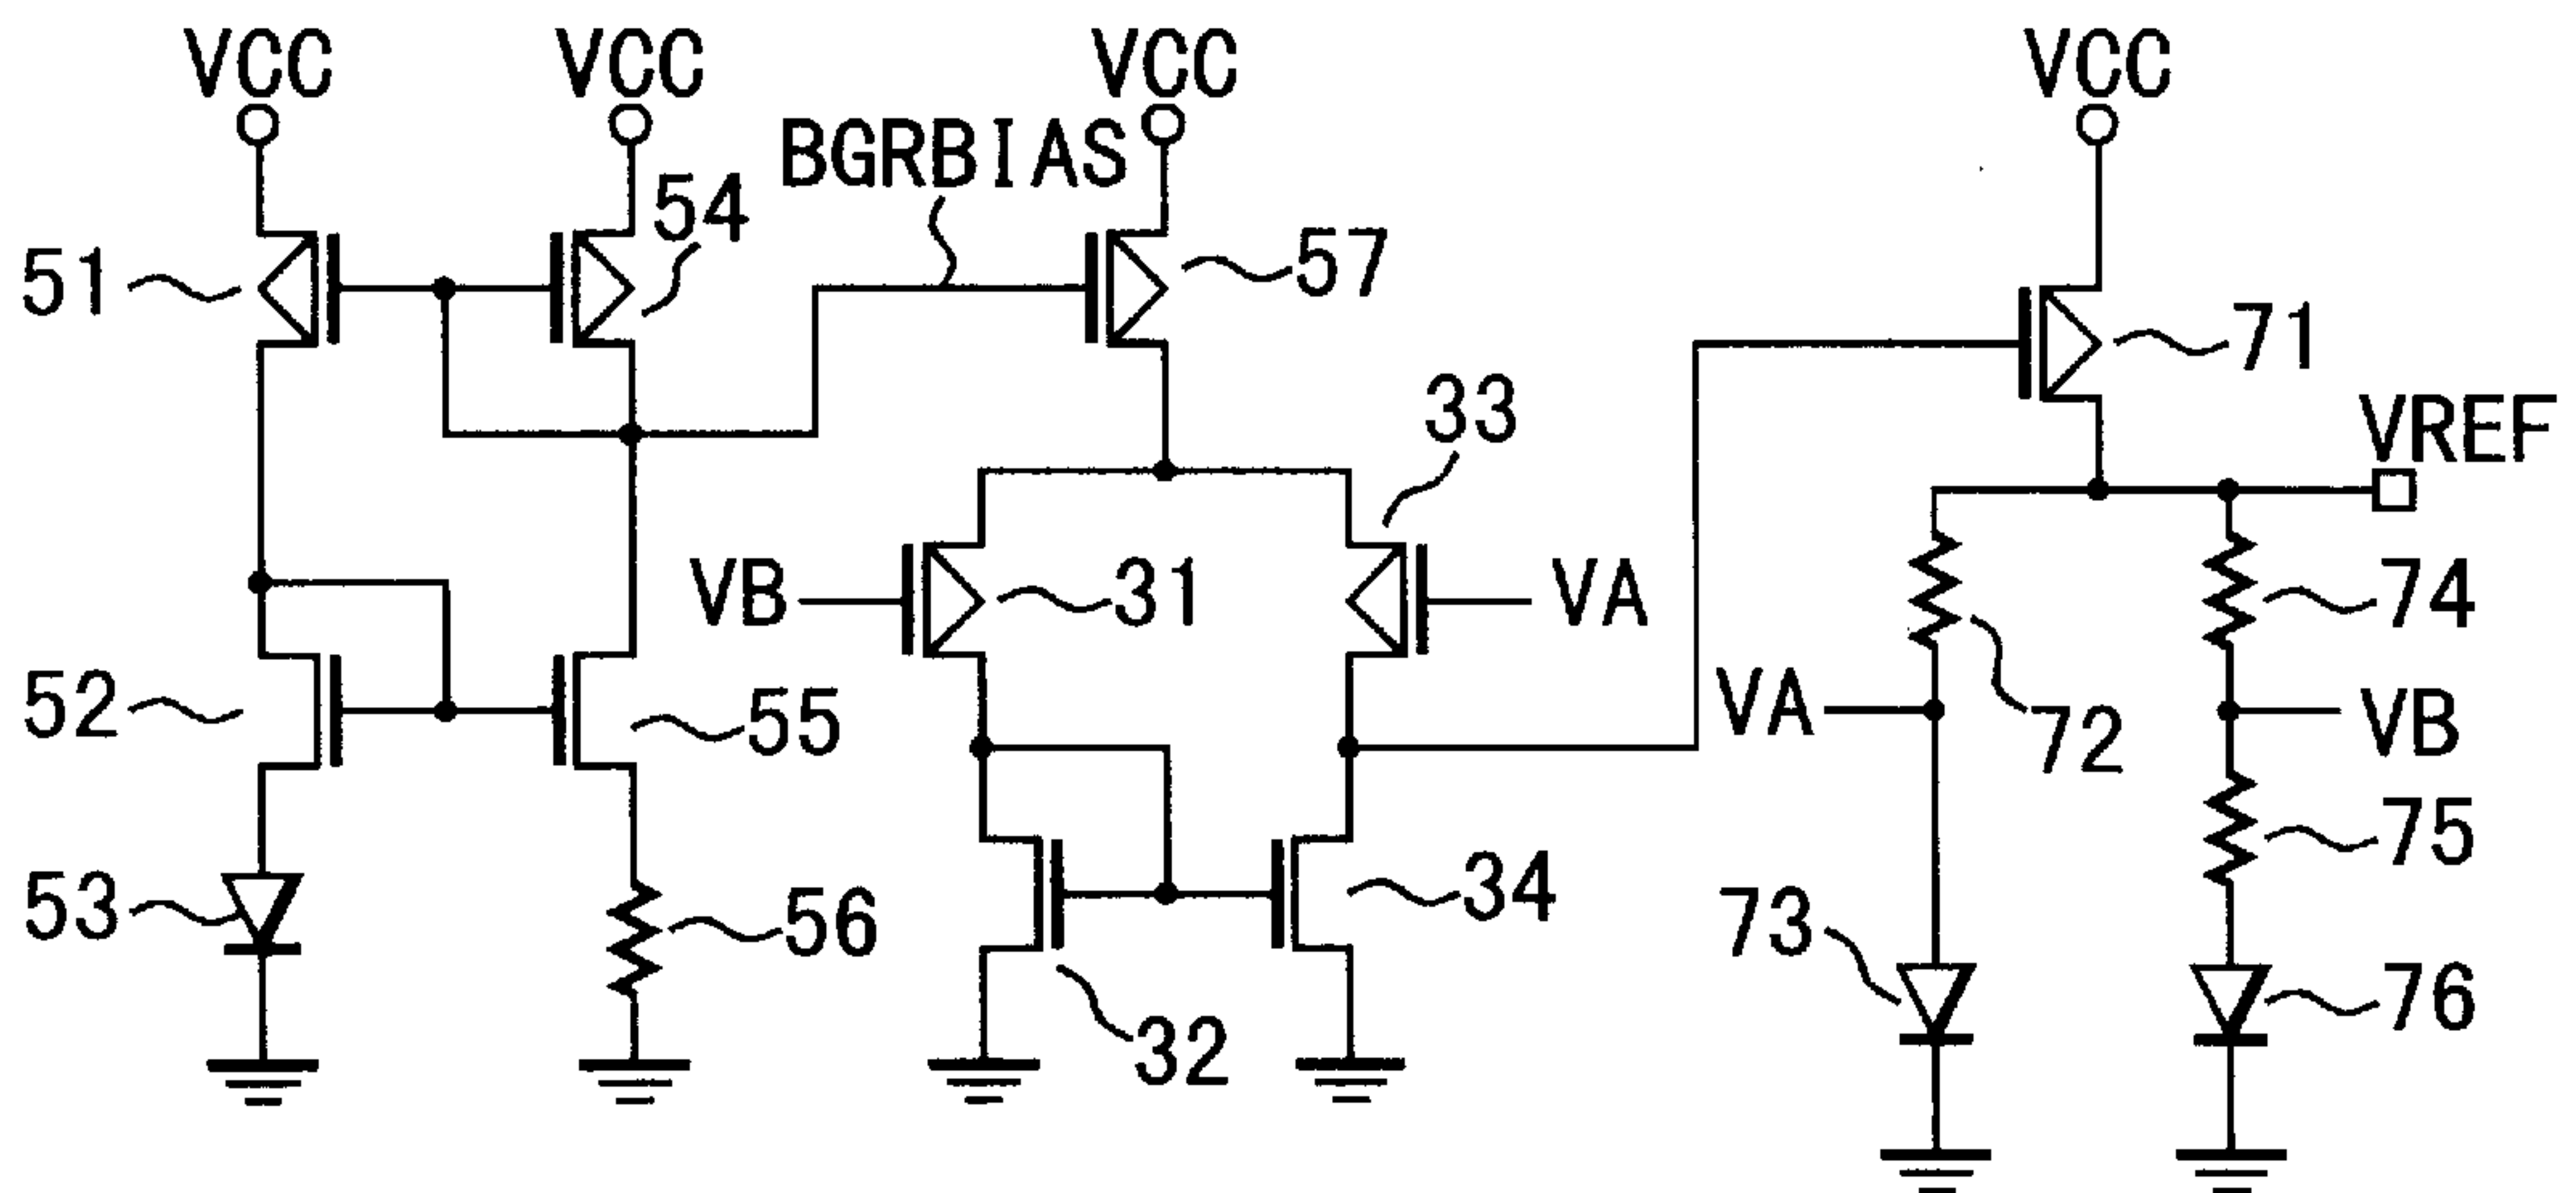 VCC VCC VCC VCC
BGRBIAS
54
51
57
71
33
VREF
VB
31
VA
74
52
55
VA
72
VB
53
56
34
73
75
32
76